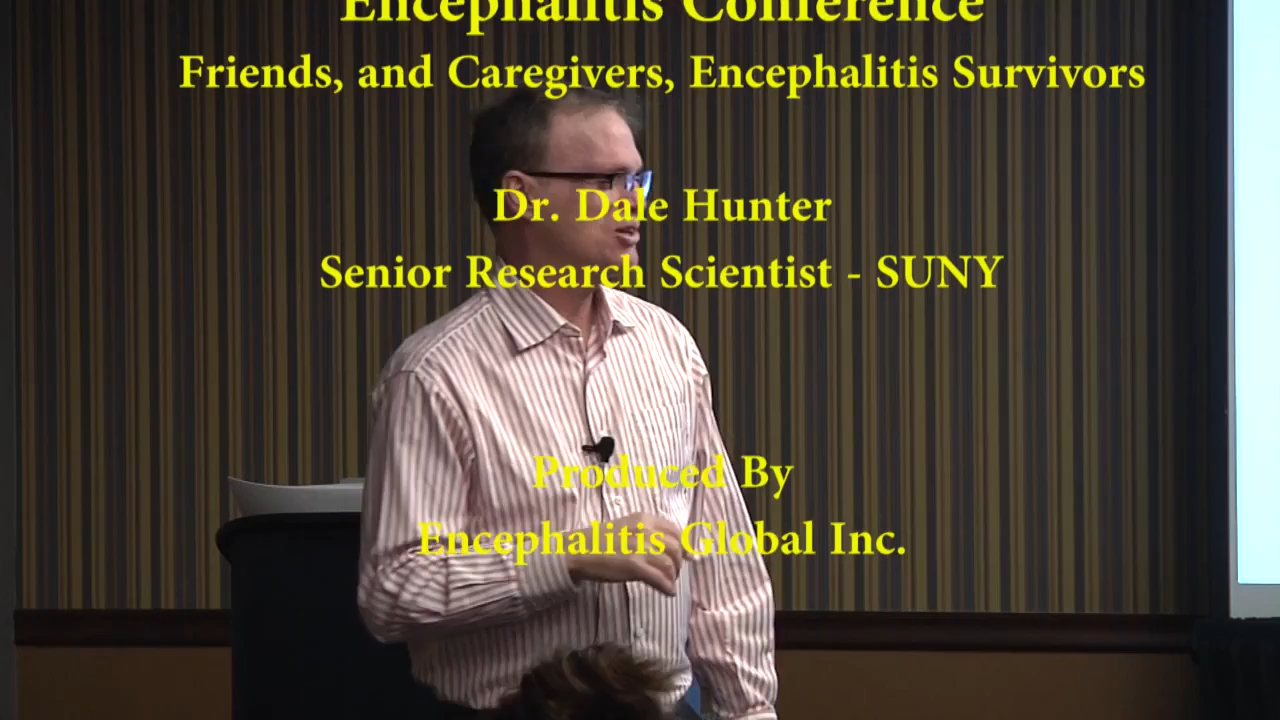 Encephalitis Conference
Friends, and Caregivers, Encephalitis Survivors
Dr. Dale Hunter
Senior Research Scientist - SUNY
Produced By
Encephalitis Global Inc.